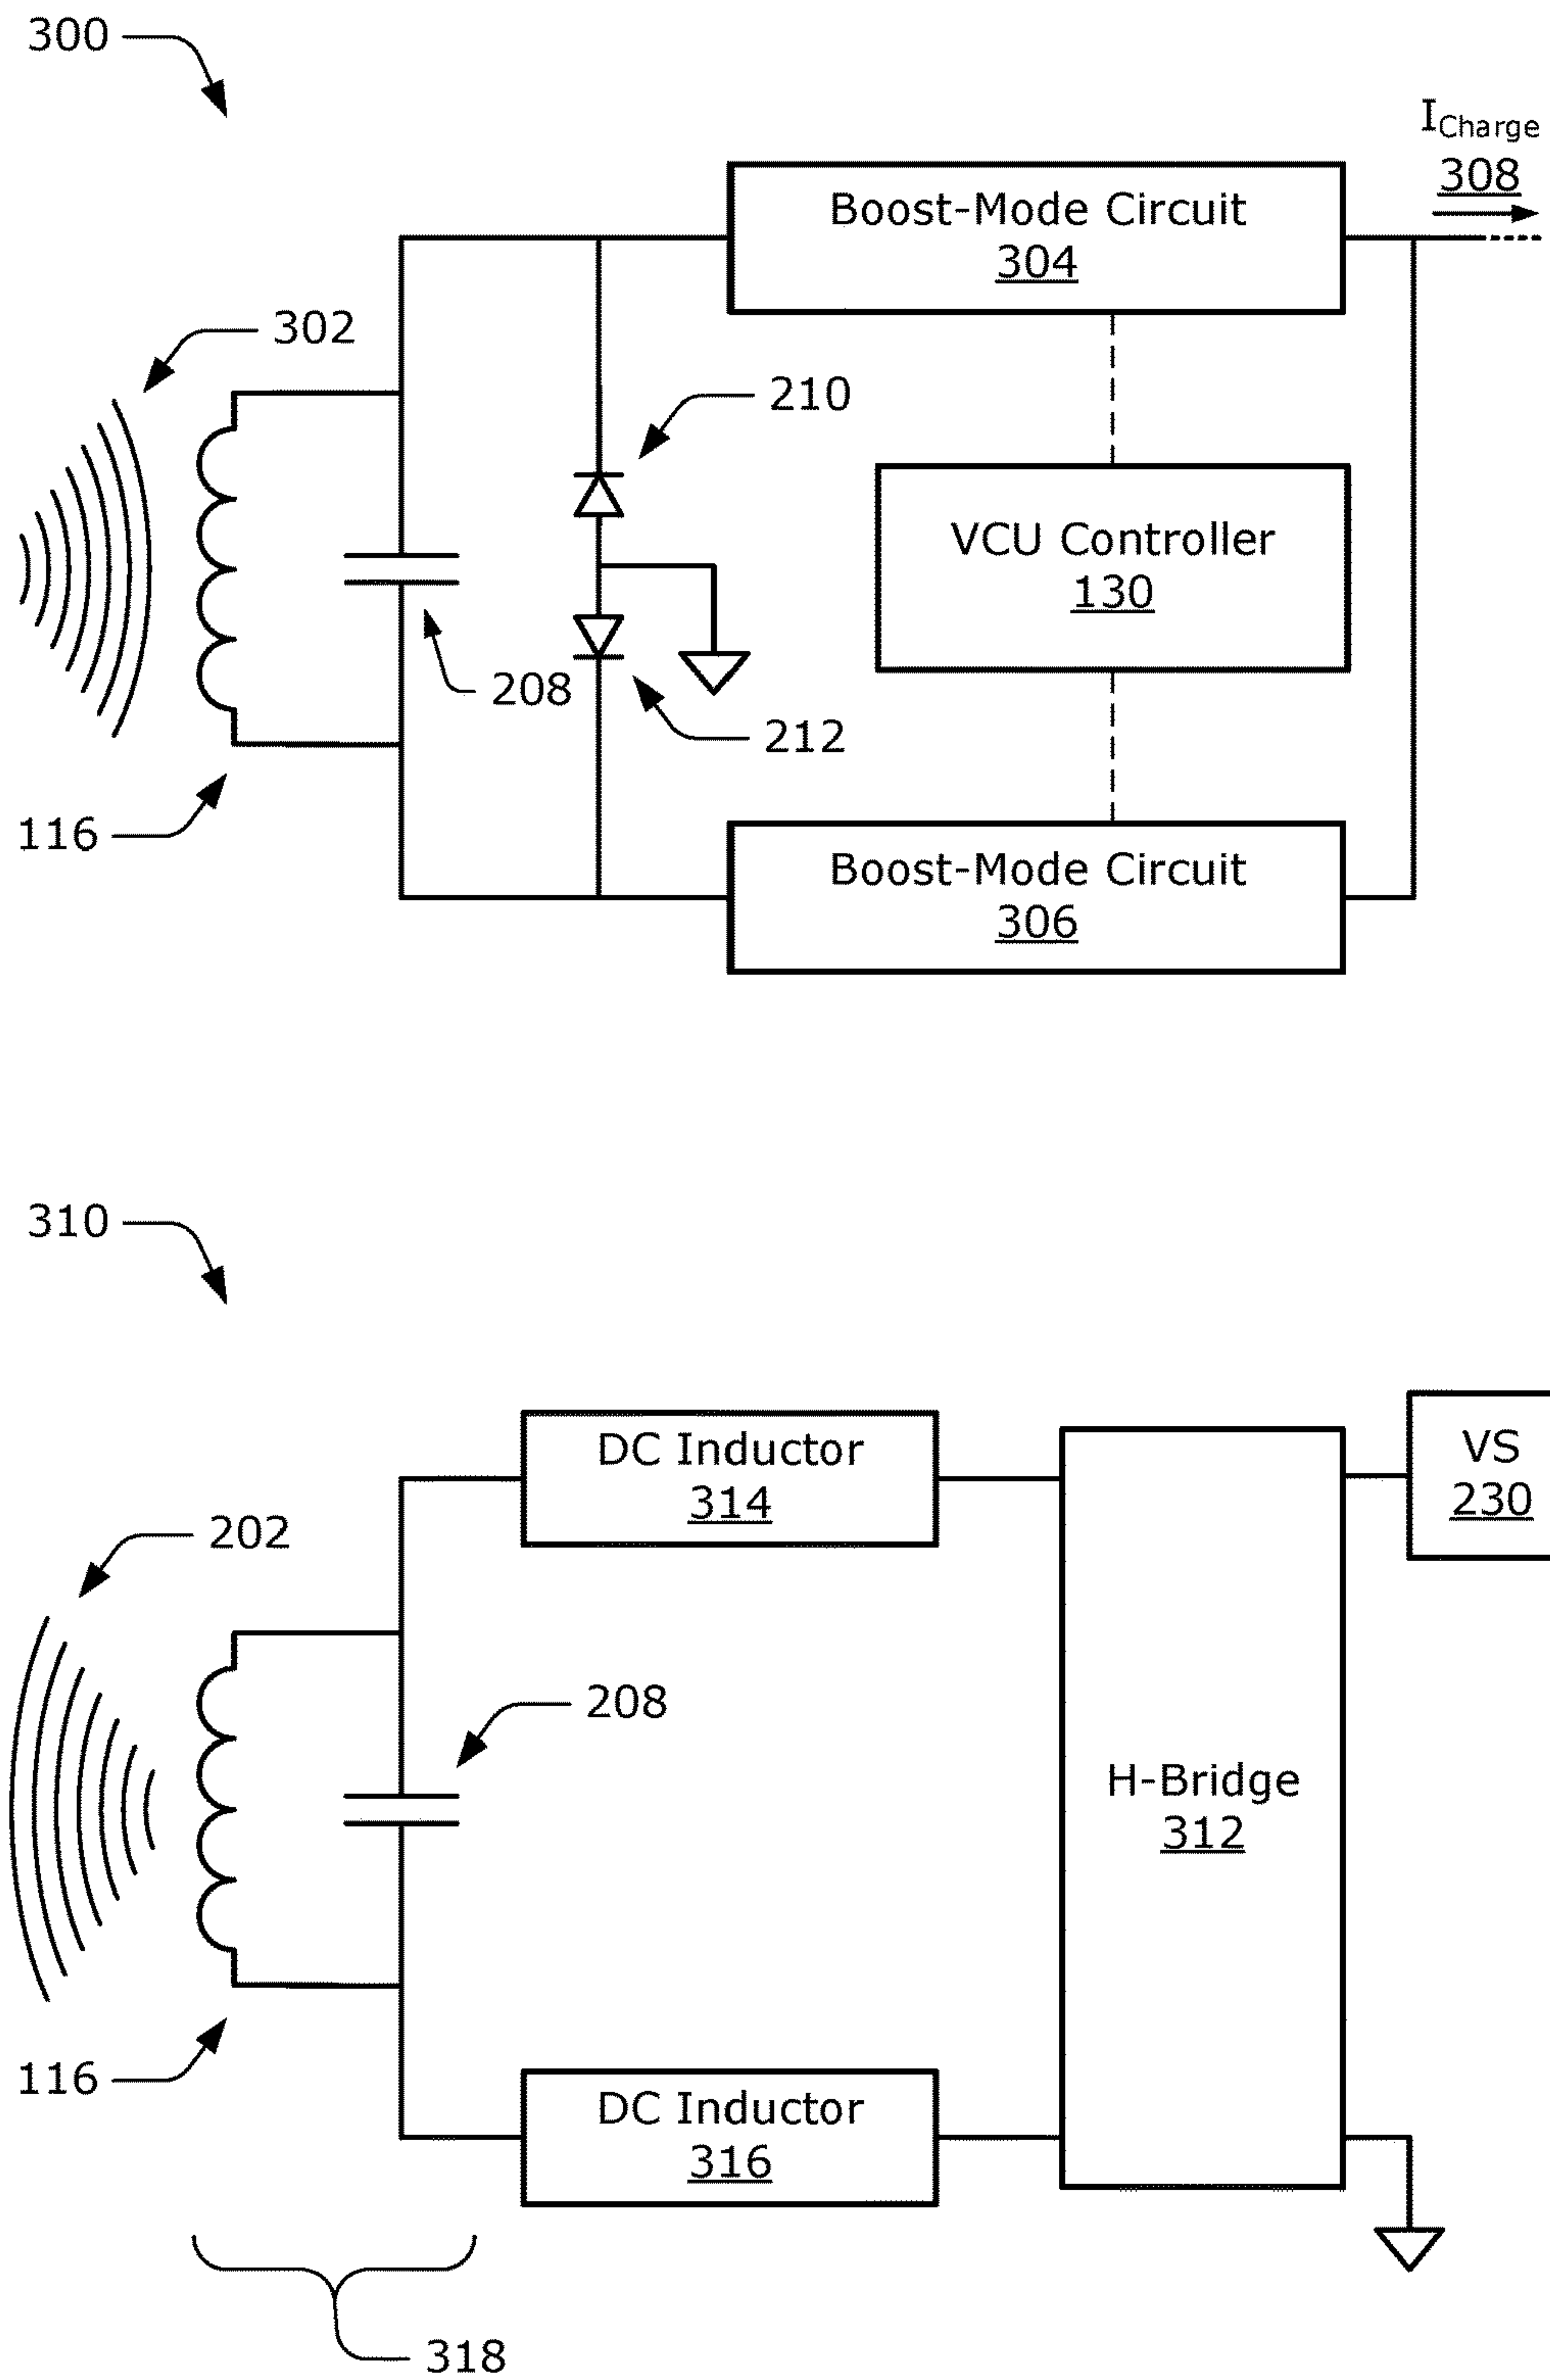 300
I_Charge
308
Boost-Mode Circuit
304
302
210
VCU Controller
130
208
212
116
Boost-Mode Circuit
306
310
DC Inductor
314
VS
230
202
208
H-Bridge
312
116
DC Inductor
316
318